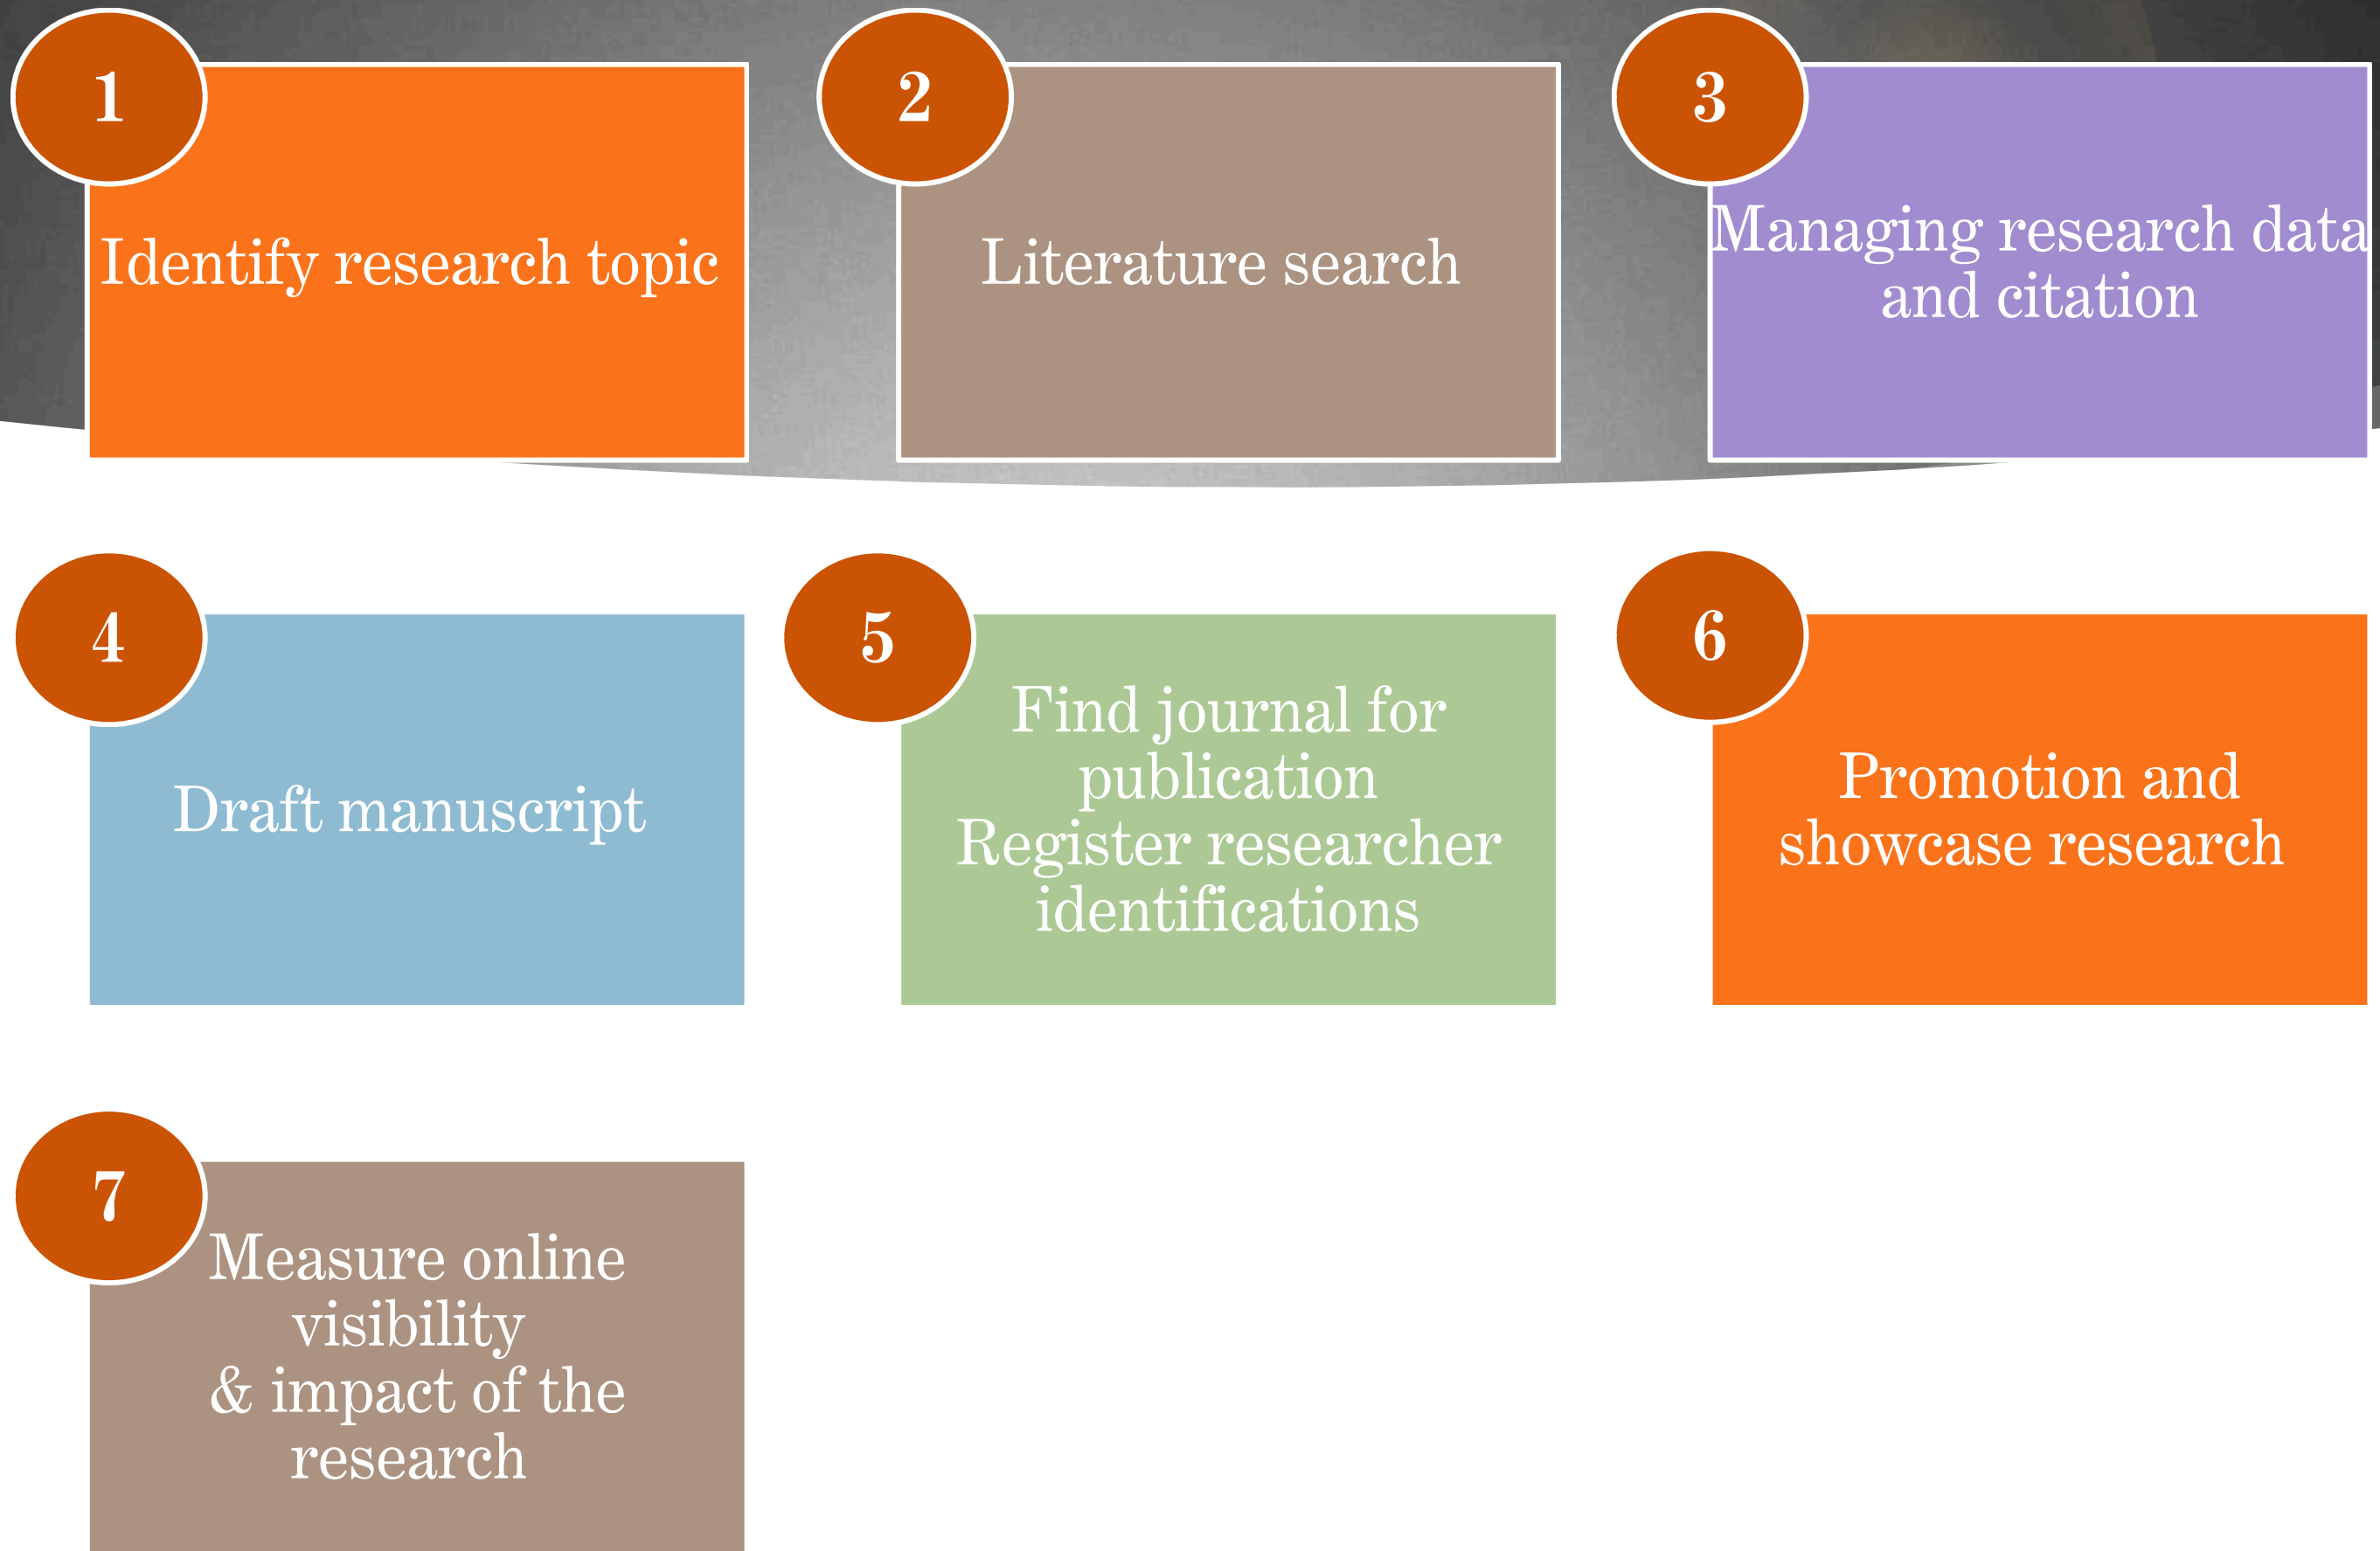 1
Identify research topic
2
Literature search
3
Managing research data
and citation
4
Draft manuscript
5
Find journal for
publication
Register researcher
identifications
6
Promotion and
showcase research
7
Measure online
visibility
& impact of the
research